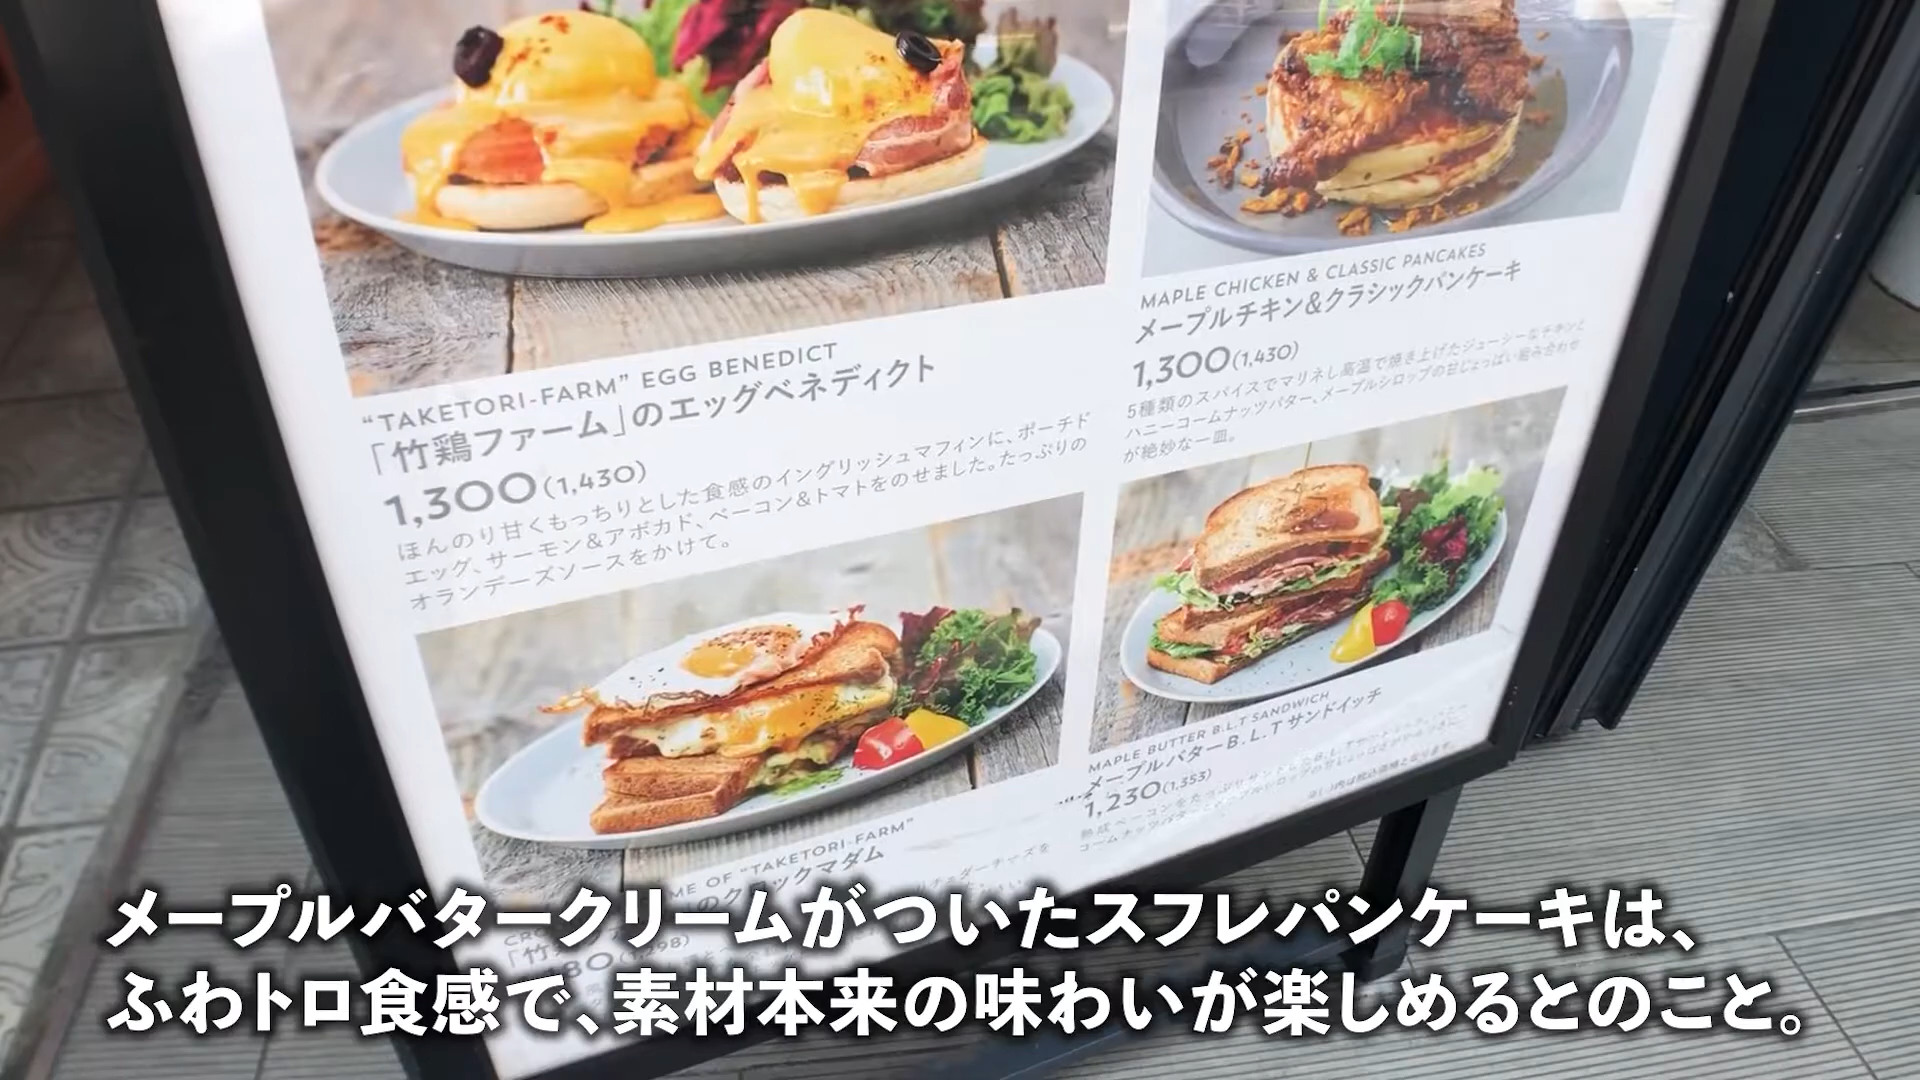 "TAKETORI-FARM" EGG BENEDICT
「竹鶏ファーム」のエッグベネディクト
1,300(1,430)
ほんのり甘くもっちりとした食感のイングリッシュマフィンに、ポーチド
エッグ、サーモン&アボカド、ベーコン&トマトをのせました。たっぷりの
オランデーズソースをかけて。
MAPLE CHICKEN & CLASSIC PANCAKES
メープルチキン&クラシックパンケーキ
1,300(1,430)
5種類のスパイスでマリネし高温で焼き上げたジューシーなチキンと
ハニーコームナッツバター、メープルシロップの甘じょっぱい組み合わせ
が絶妙な一皿。
OF "TAKETORI-FARM"
クロックマダム
MAPLE BUTTER B.L.T SANDWICH
メープルバターB.L.Tサンドイッチ
1,230(1,353)
メープルバタークリームがついたスフレパンケーキは、
ふわトロ食感で、素材本来の味わいが楽しめるとのこと。